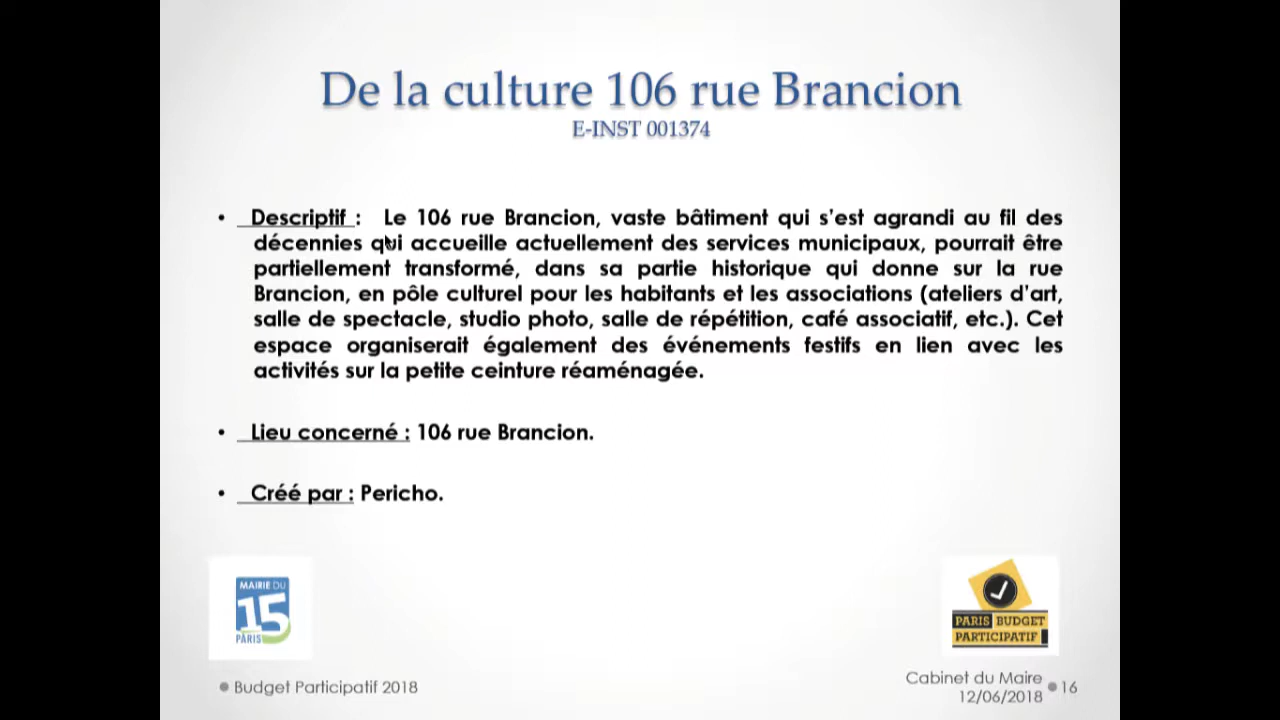 De la culture 106 rue Brancion
E-INST 001374
• Descriptif : Le 106 rue Brancion, vaste bâtiment qui s'est agrandi au fil des
décennies qui accueille actuellement des services municipaux, pourrait être
partiellement transformé, dans sa partie historique qui donne sur la rue
Brancion, en pôle culturel pour les habitants et les associations (ateliers d'art,
salle de spectacle, studio photo, salle de répétition, café associatif, etc.). Cet
espace organiserait également des événements festifs en lien avec les
activités sur la petite ceinture réaménagée.
• Lieu concerné : 106 rue Brancion.
• Créé par : Pericho.
MAIRIE DU
15
PARIS
PARIS BUDGET
PARTICIPATIF
Budget Participatif 2018
Cabinet du Maire
12/06/2018
16